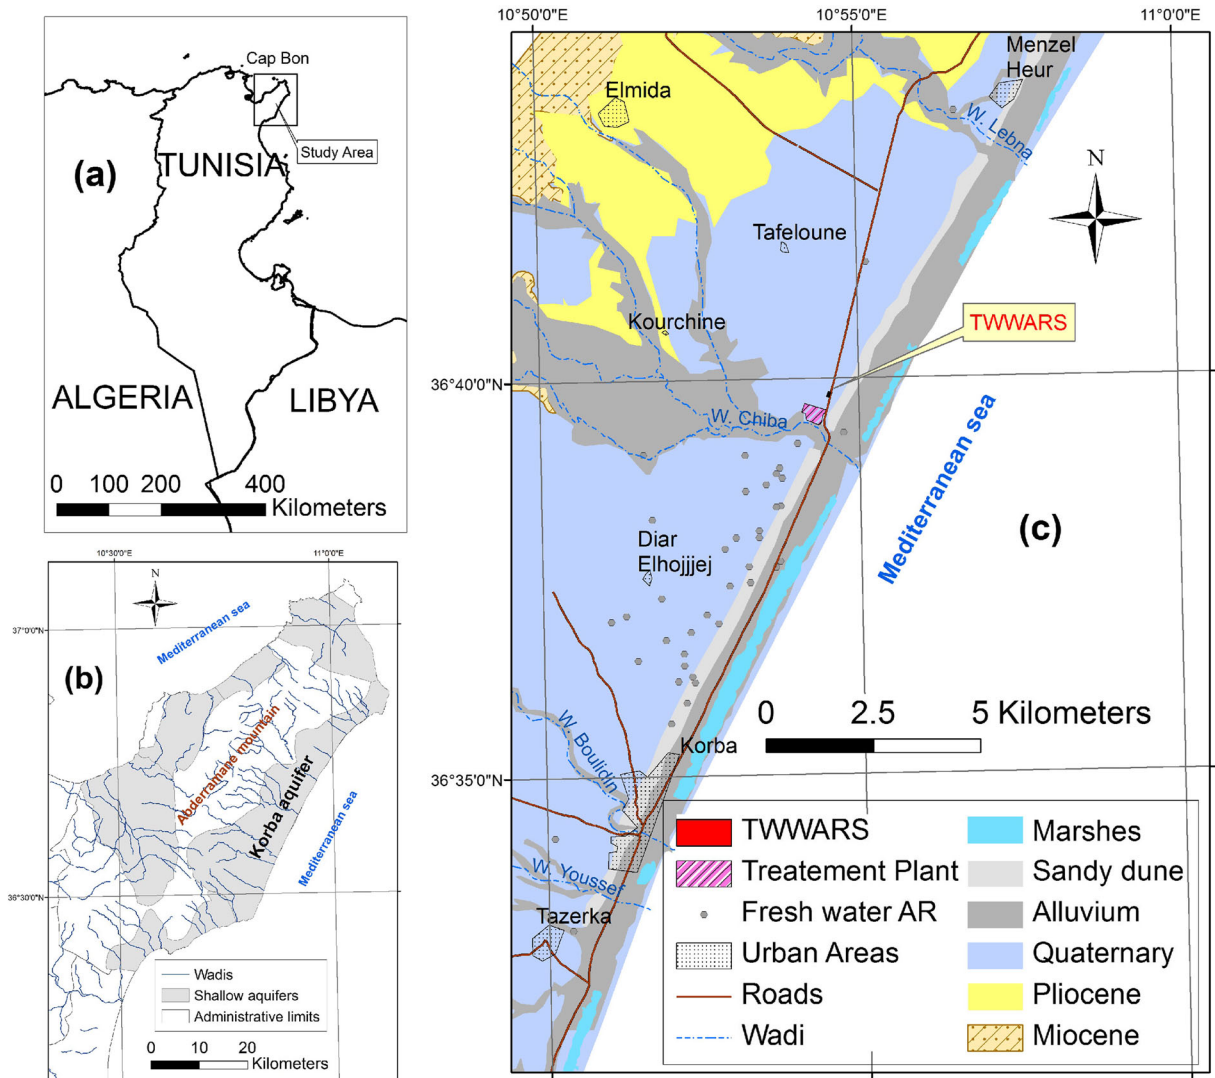 Cap Bon
Study Area
TUNISIA
(a)
ALGERIA
LIBYA
0 100 200 400
Kilometers
10°30'0"E 11°0'0"E
N
37°0'0"N
Mediterranean sea
(b)
Abderramane mountain
Korba aquifer
Mediterranean sea
36°30'0"N
Wadis
Shallow aquifers
Administrative limits
0 10 20
Kilometers
10°50'0"E 10°55'0"E 11°0'0"E
Menzel
Heur
Elmida
W. Lebna
N
Tafeloune
Kourchine
TWWARS
36°40'0"N
W. Chiba
Mediterranean sea
(c)
Diar
Elhojjjej
0 2.5 5 Kilometers
Korba
W. Boulidin
36°35'0"N
W. Youssef
Tazerka
TWWARS
Treatement Plant
Fresh water AR
Urban Areas
Roads
Wadi
Marshes
Sandy dune
Alluvium
Quaternary
Pliocene
Miocene